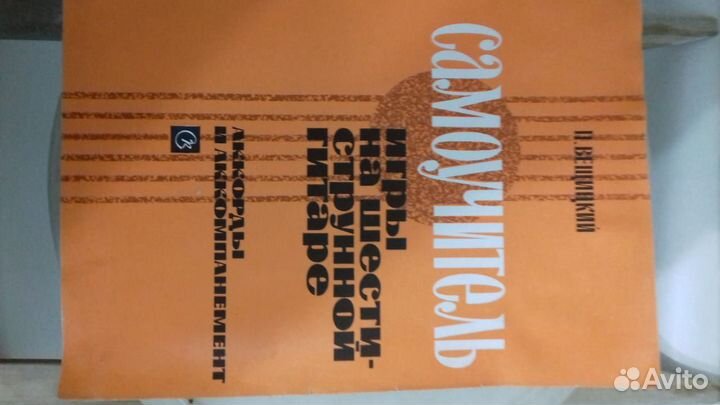 П. ВЕЩИЦКИЙ
САМОУЧИТЕЛЬ
ИГРЫ
НА ШЕСТИ-
СТРУННОЙ
ГИТАРЕ
АККОРДЫ
И АККОМПАНЕМЕНТ
Avito